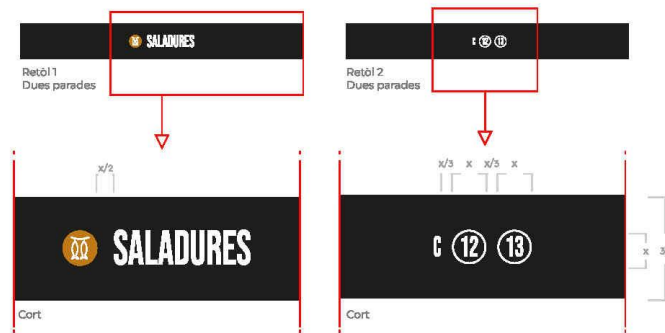 SALADURES
Retòl 1
Dues parades
C 12 13
Retòl 2
Dues parades
x/2
SALADURES
Cort
x/3 x x/3 x
C 12 13
x 3
Cort